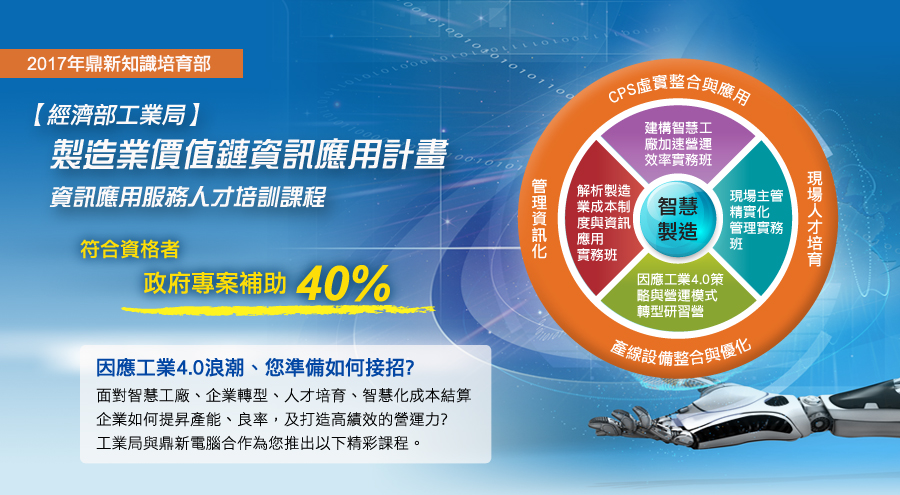 2017年鼎新知識培育部
【經濟部工業局】
製造業價值鏈資訊應用計畫
資訊應用服務人才培訓課程
符合資格者
政府專案補助 40%
因應工業4.0浪潮、您準備如何接招?
面對智慧工廠、企業轉型、人才培育、智慧化成本結算
企業如何提昇產能、良率，及打造高績效的營運力?
工業局與鼎新電腦合作為您推出以下精彩課程。
CPS虛實整合與應用
建構智慧工
廠加速營運
效率實務班
管理資訊化
解析製造
業成本制
度與資訊
應用
實務班
智慧
製造
現場主管
精實化
管理實務
班
現場人才培育
因應工業4.0策
略與營運模式
轉型研習營
產線設備整合與優化